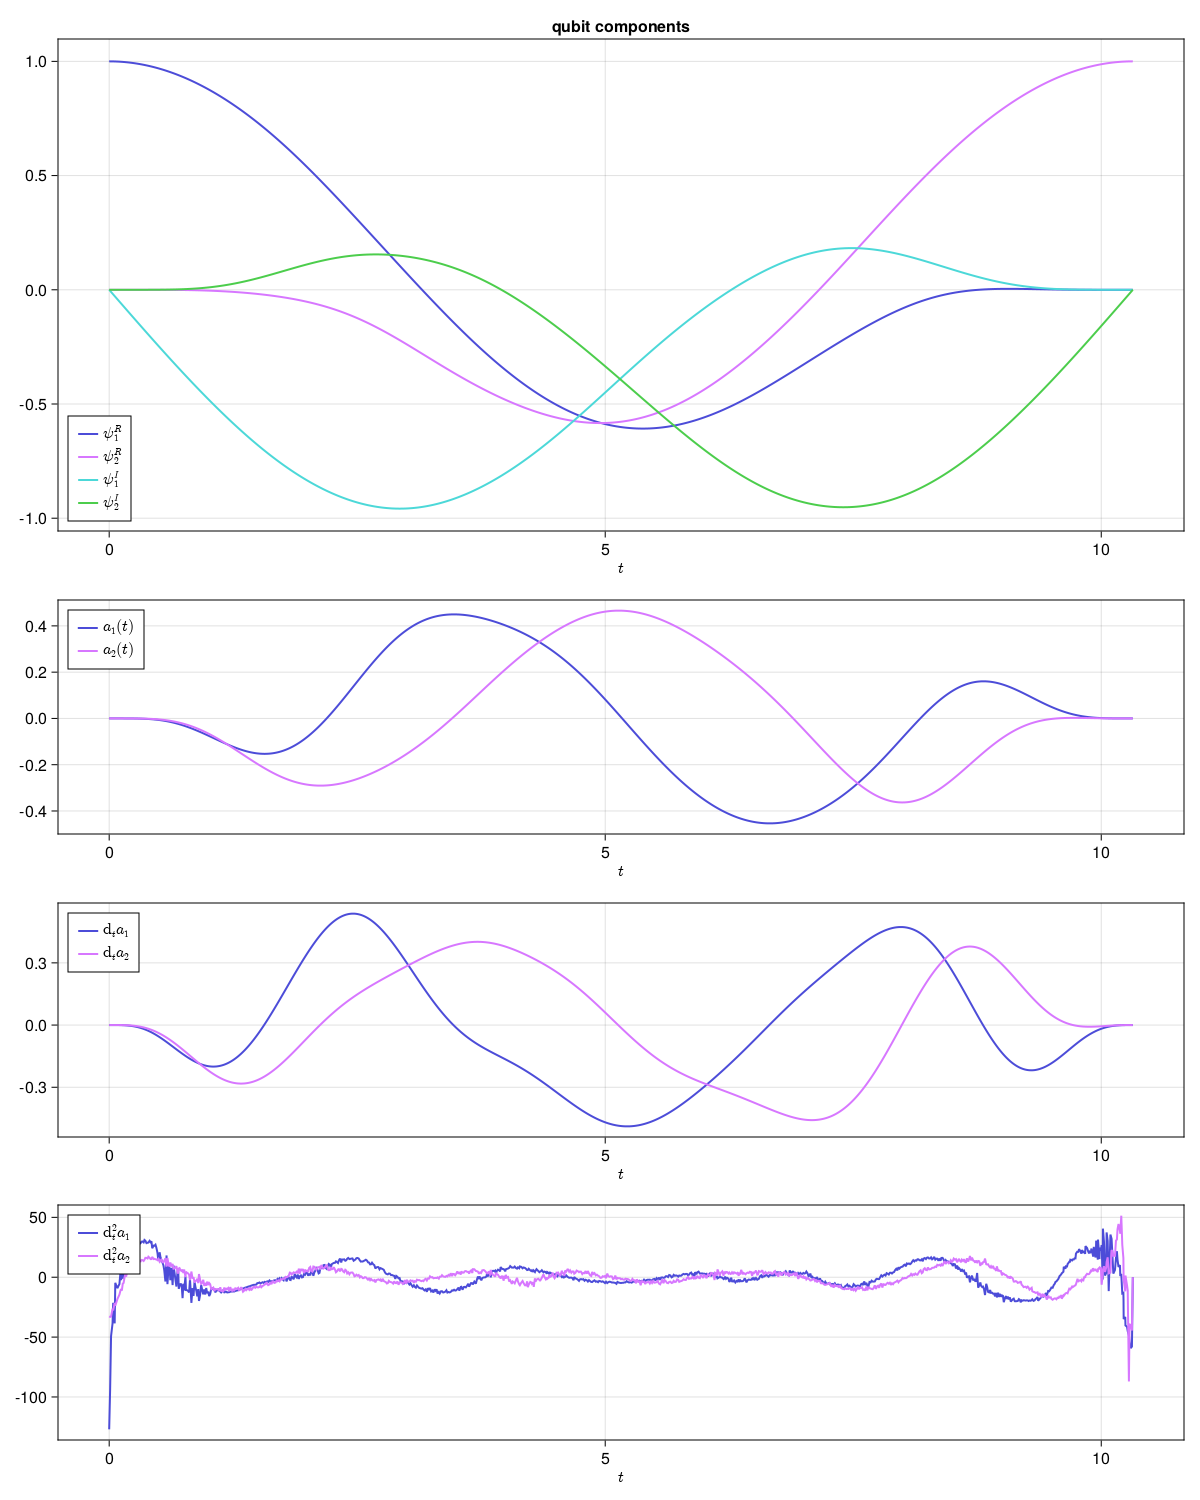 qubit components
1.0
0.5
0.0
-0.5
-1.0
ψ₁ᴿ
ψ₂ᴿ
ψ₁ᴵ
ψ₂ᴵ
0 5 10
t
0.4
0.2
0.0
-0.2
-0.4
a₁(t)
a₂(t)
0 5 10
t
0.3
0.0
-0.3
dₜa₁
dₜa₂
0 5 10
t
50
0
-50
-100
dₜ²a₁
dₜ²a₂
0 5 10
t